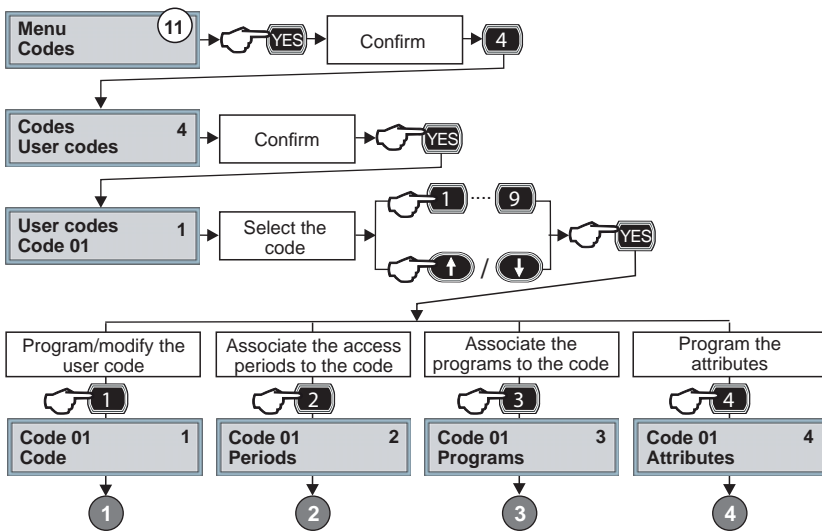 Menu 11
Codes
YES
Confirm
4
Codes 4
User codes
Confirm
YES
User codes 1
Code 01
Select the
code
1 .... 9
↑ / ↓
YES
Program/modify the
user code
1
Code 01 1
Code
1
Associate the access
periods to the code
2
Code 01 2
Periods
2
Associate the
programs to the code
3
Code 01 3
Programs
3
Program the
attributes
4
Code 01 4
Attributes
4